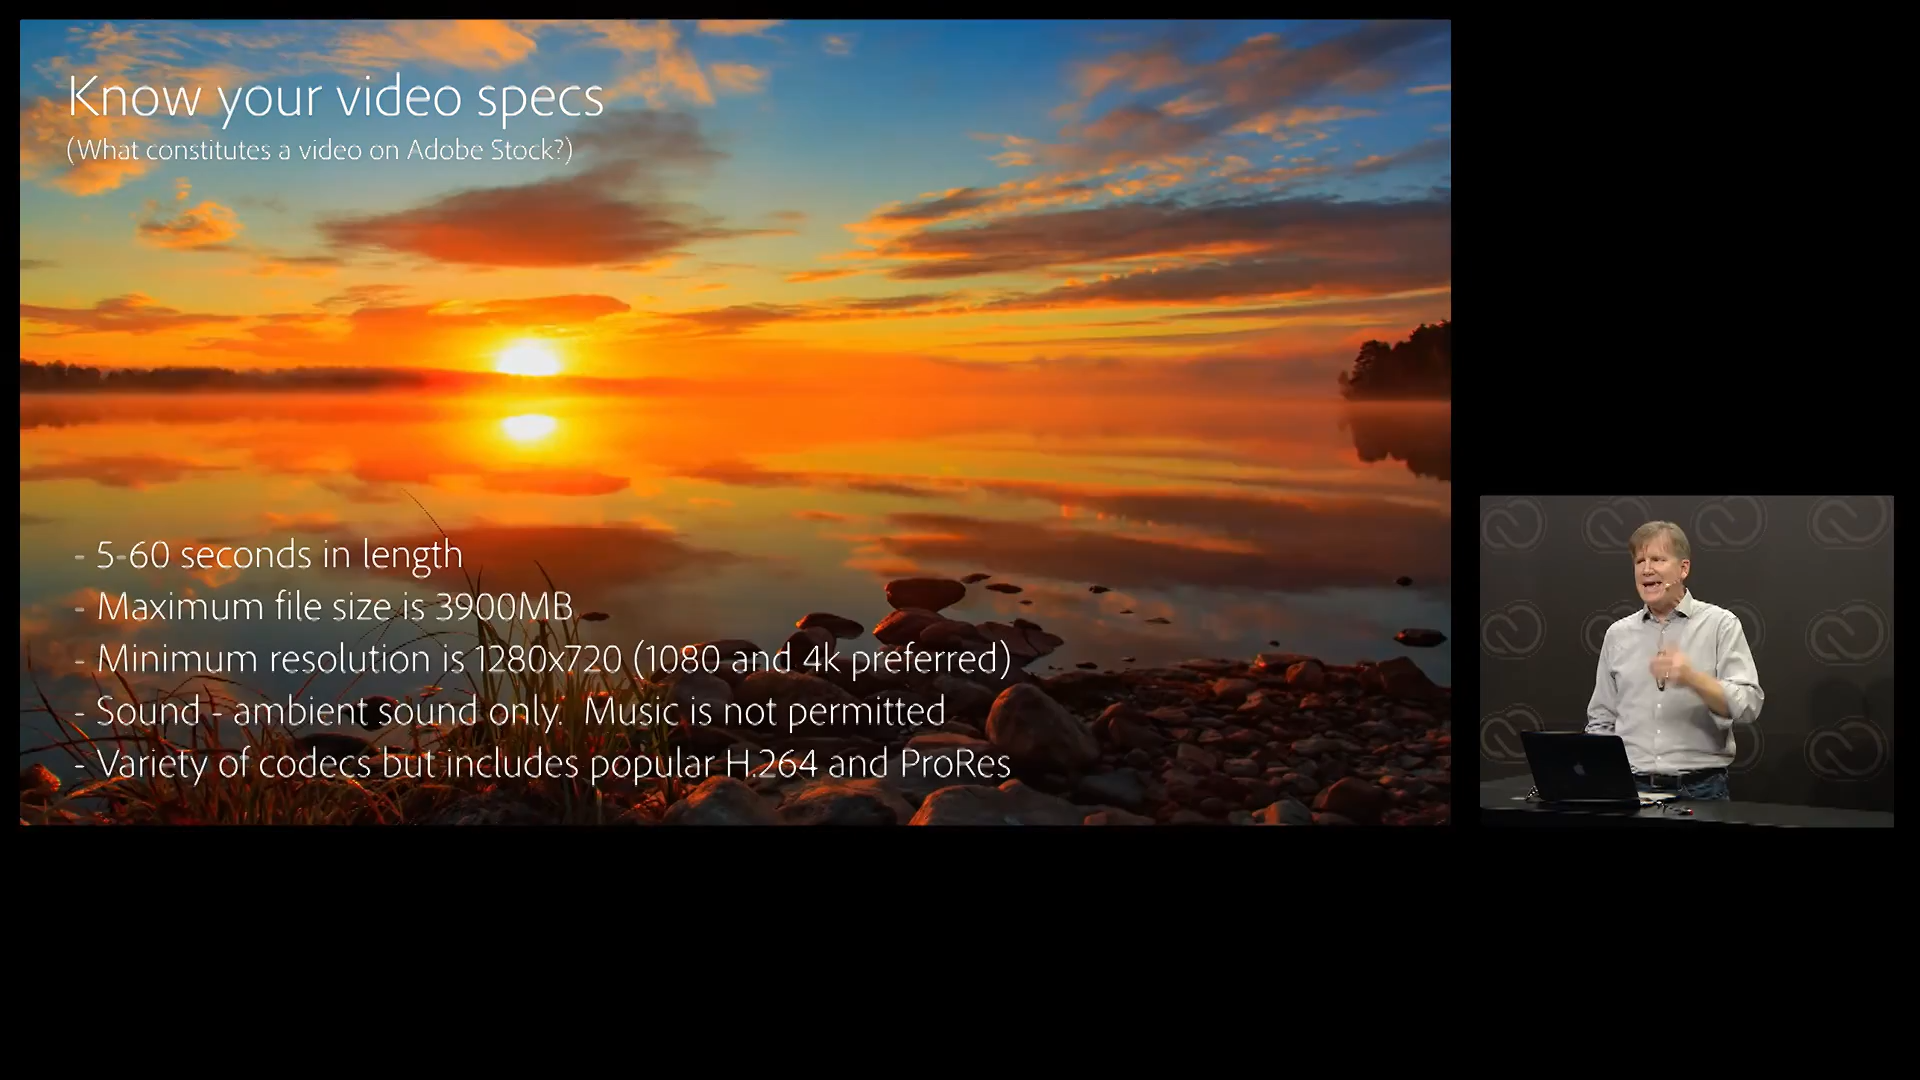 Know your video specs
(What constitutes a video on Adobe Stock?)
- 5-60 seconds in length
- Maximum file size is 3900MB
- Minimum resolution is 1280x720 (1080 and 4k preferred)
- Sound - ambient sound only.  Music is not permitted
- Variety of codecs but includes popular H.264 and ProRes